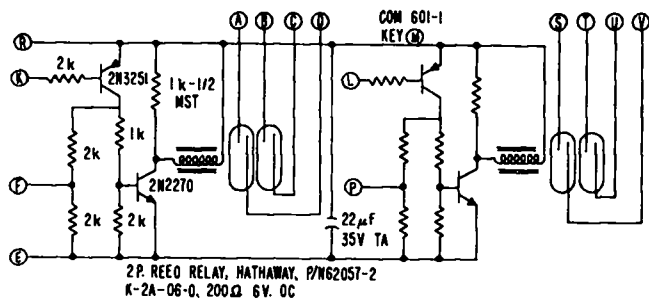 A B C D
COM 601-1
KEY M
S T U V
R
K
2k
2N3251
1k-1/2
MST
L
2k
1k
F
2N2270
P
2k
2k
22μF
35V TA
E
2P. REED RELAY, HATHAWAY, P/N62057-2
K-2A-06-0, 200Ω 6V. DC